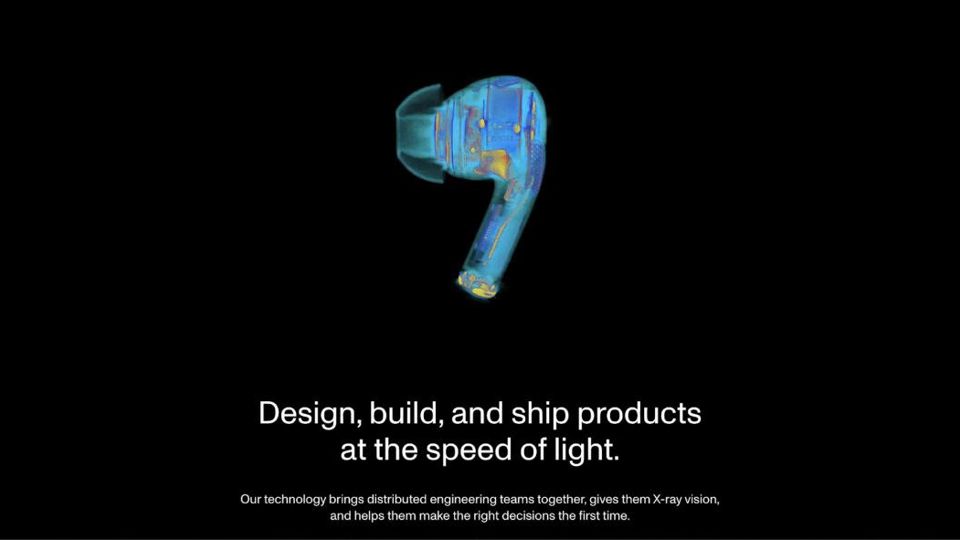 Design, build, and ship products
at the speed of light.
Our technology brings distributed engineering teams together, gives them X-ray vision,
and helps them make the right decisions the first time.